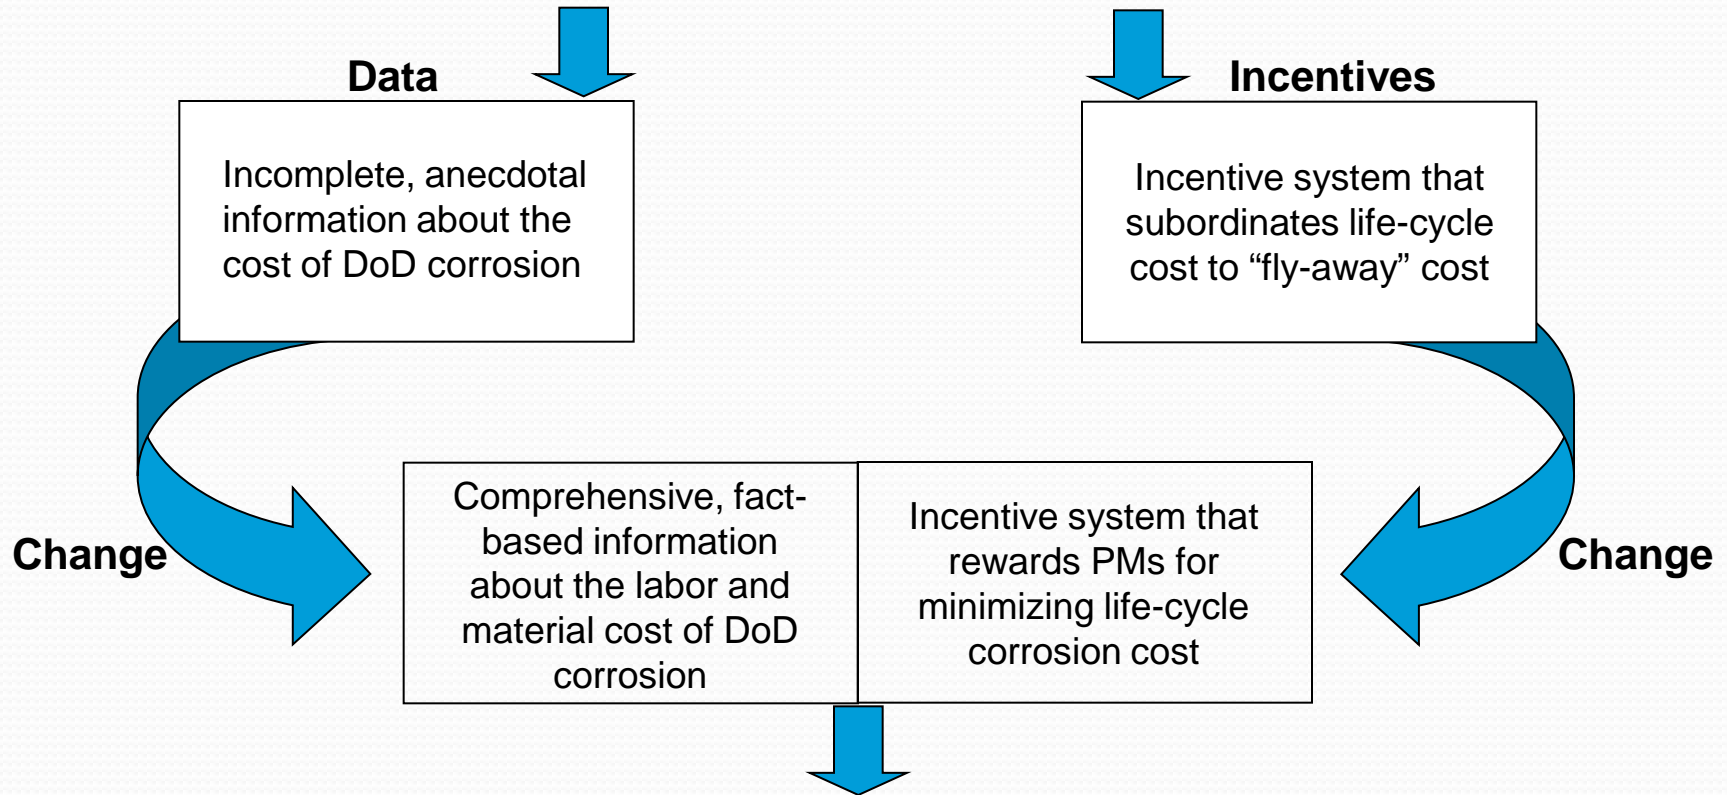 Data
Incomplete, anecdotal
information about the
cost of DoD corrosion
Incentives
Incentive system that
subordinates life-cycle
cost to “fly-away” cost
Change
Comprehensive, fact-
based information
about the labor and
material cost of DoD
corrosion
Incentive system that
rewards PMs for
minimizing life-cycle
corrosion cost
Change